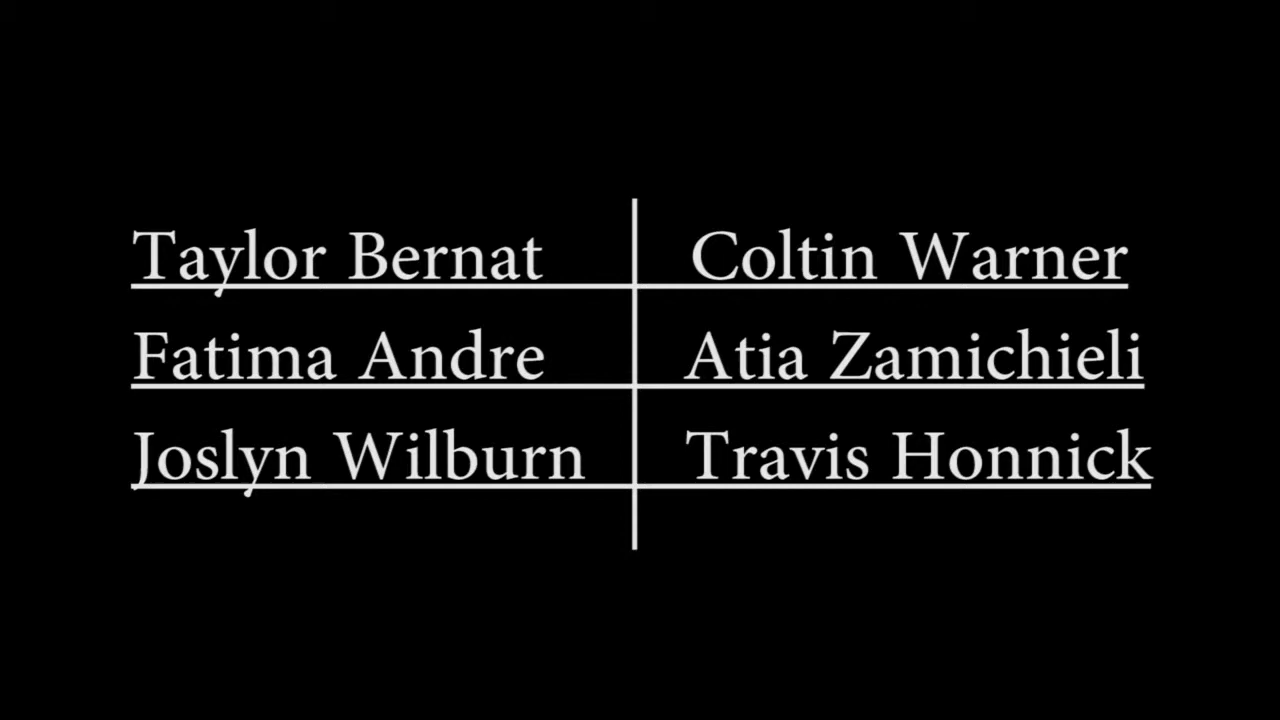 Taylor Bernat Coltin Warner
Fatima Andre Atia Zamichieli
Joslyn Wilburn Travis Honnick